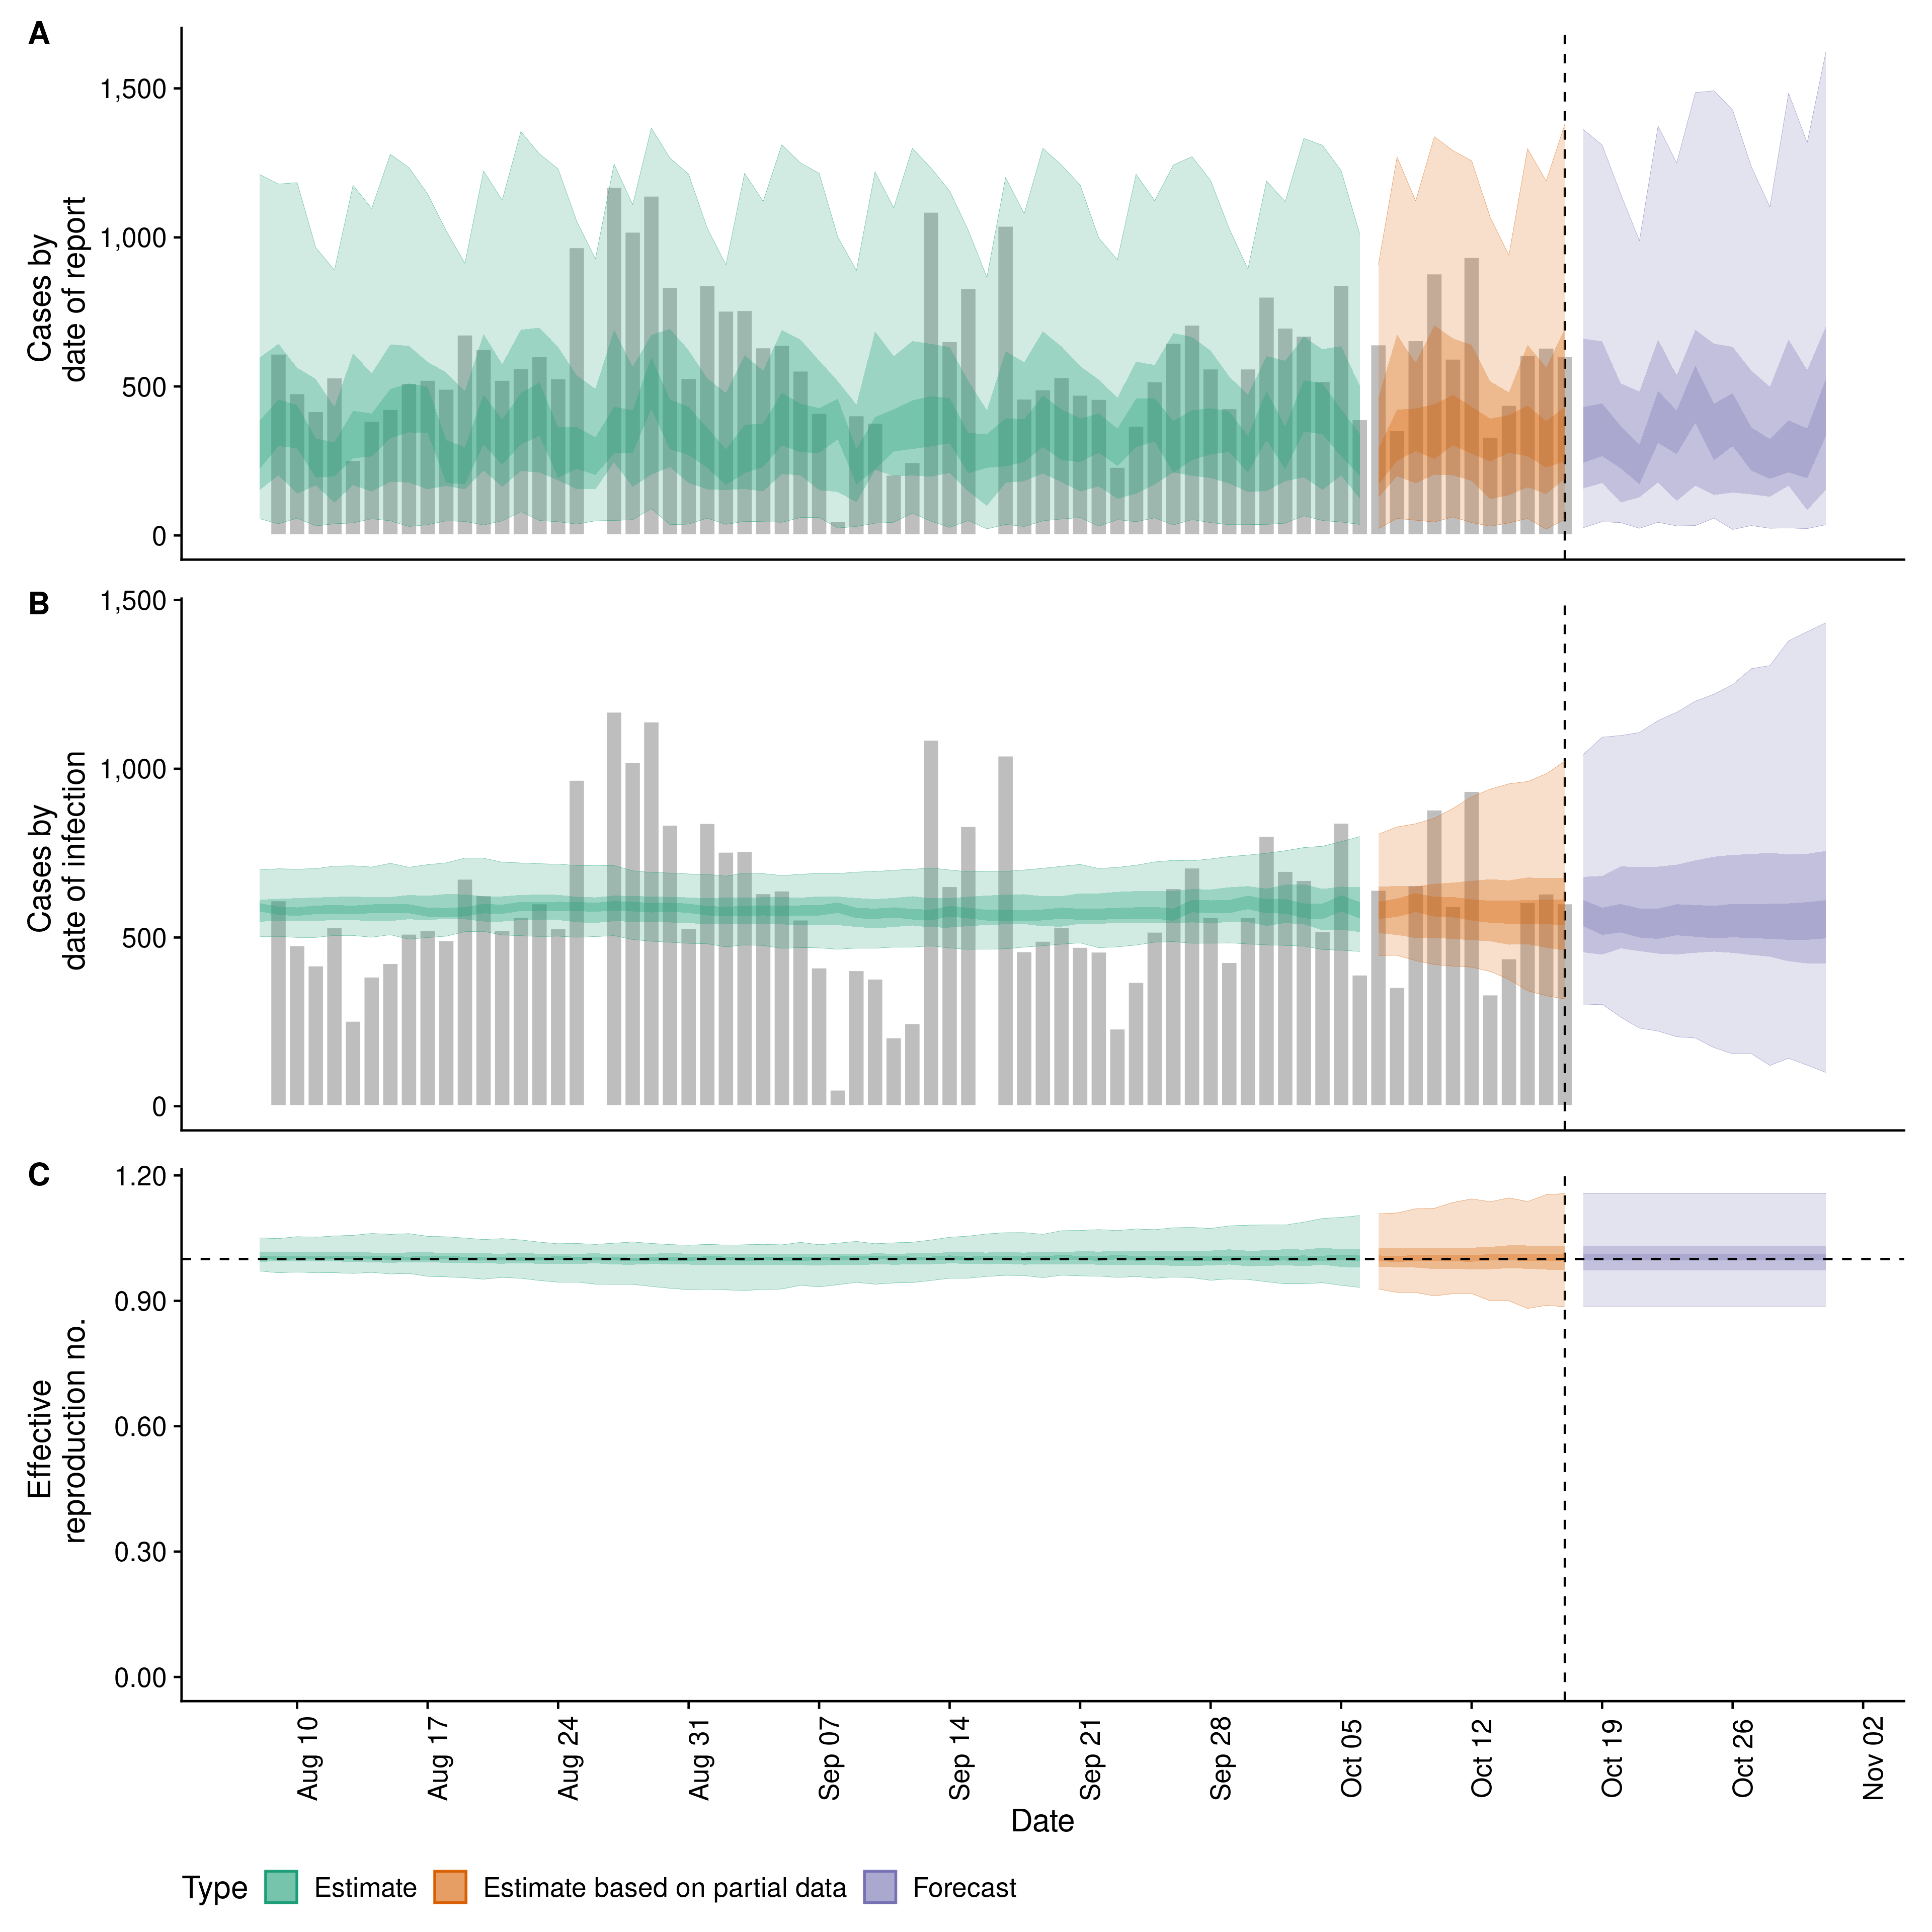 A
Cases by
date of report
1,500
1,000
500
0
B
Cases by
date of infection
1,500
1,000
500
0
C
Effective
reproduction no.
1.20
0.90
0.60
0.30
0.00
Aug 10
Aug 17
Aug 24
Aug 31
Sep 07
Sep 14
Sep 21
Sep 28
Oct 05
Oct 12
Oct 19
Oct 26
Nov 02
Date
Type Estimate Estimate based on partial data Forecast